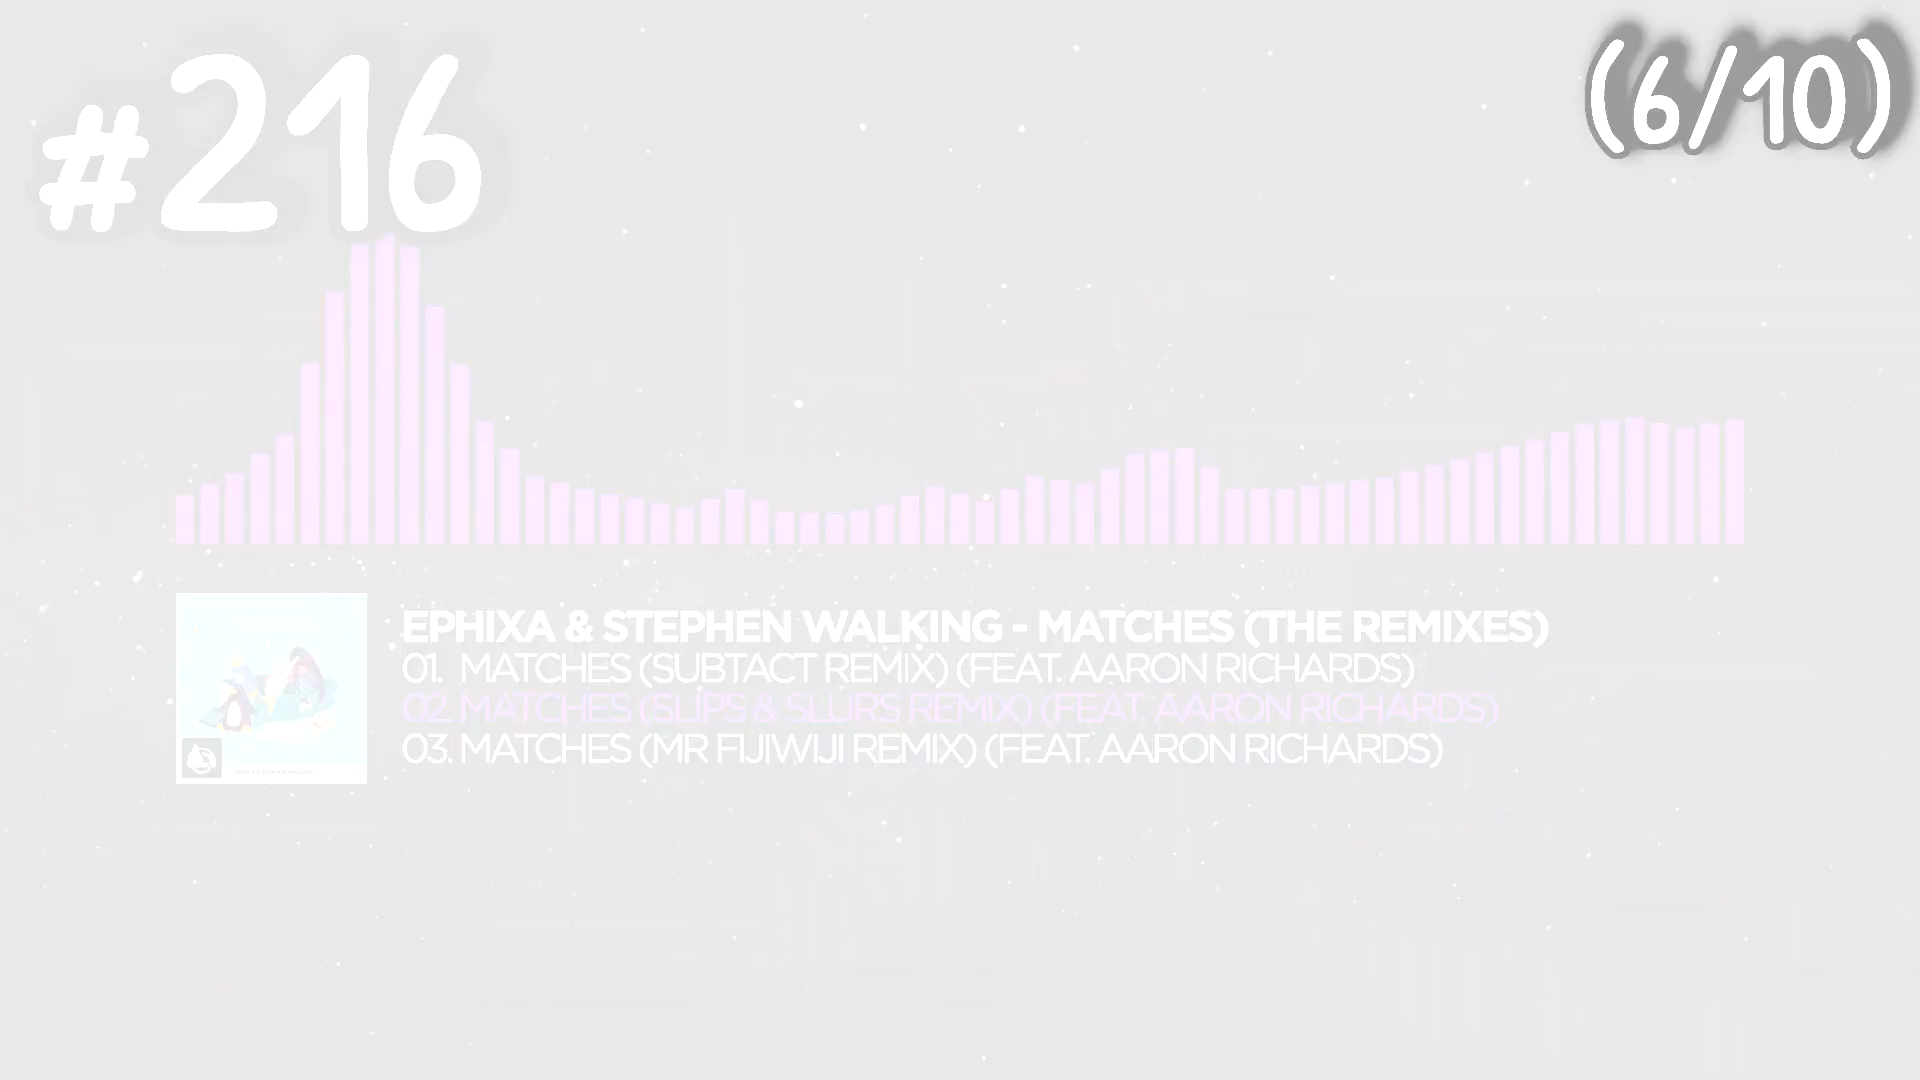 #216
(6/10)
EPHIXA & STEPHEN WALKING - MATCHES (THE REMIXES)
01. MATCHES (SUBTACT REMIX) (FEAT. AARON RICHARDS)
02. MATCHES (SLIPS & SLURS REMIX) (FEAT. AARON RICHARDS)
03. MATCHES (MR FIJIWIJI REMIX) (FEAT. AARON RICHARDS)